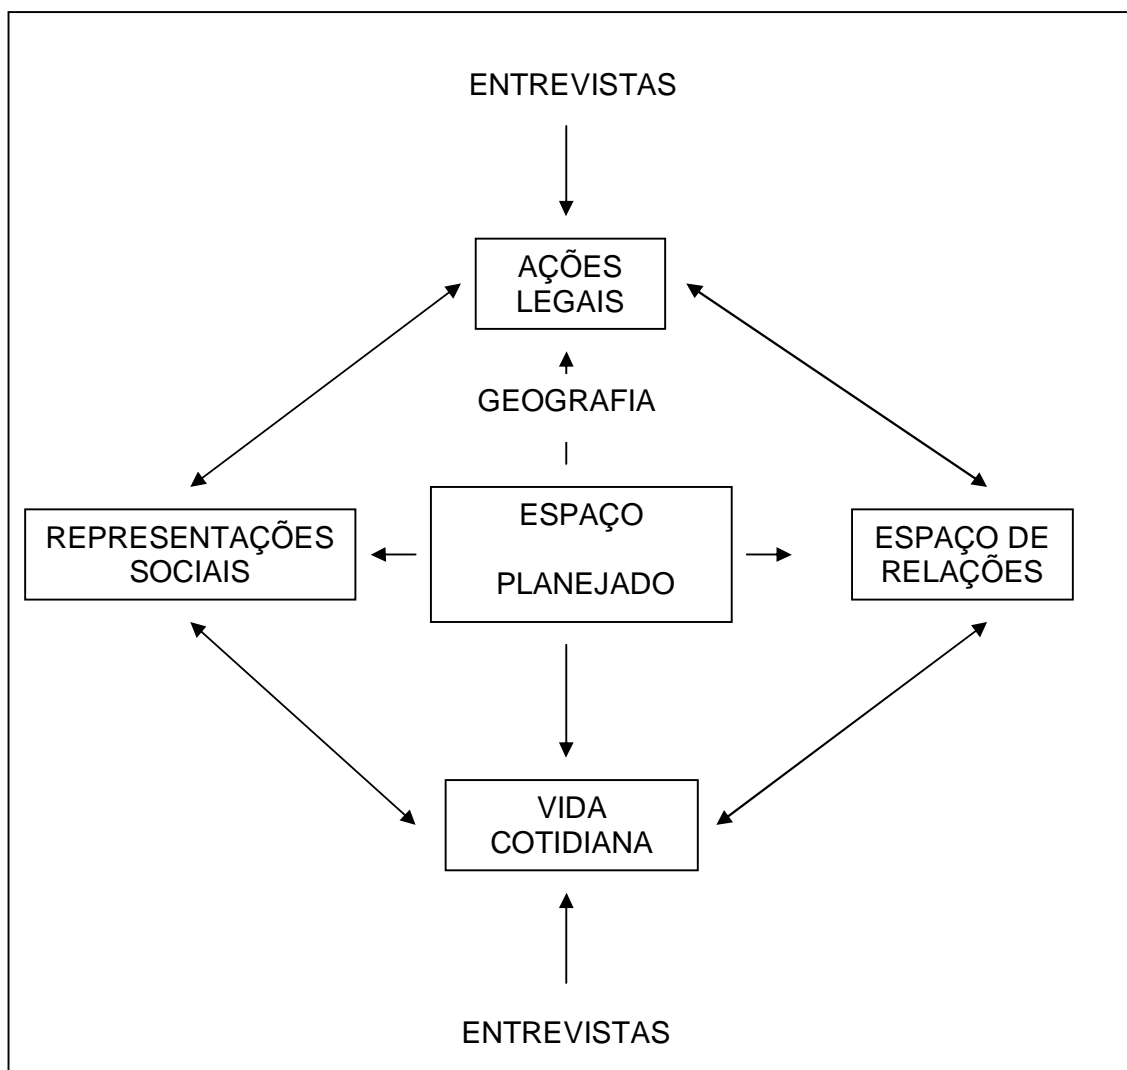 ENTREVISTAS
AÇÕES
LEGAIS
GEOGRAFIA
REPRESENTAÇÕES
SOCIAIS
ESPAÇO
PLANEJADO
ESPAÇO DE
RELAÇÕES
VIDA
COTIDIANA
ENTREVISTAS